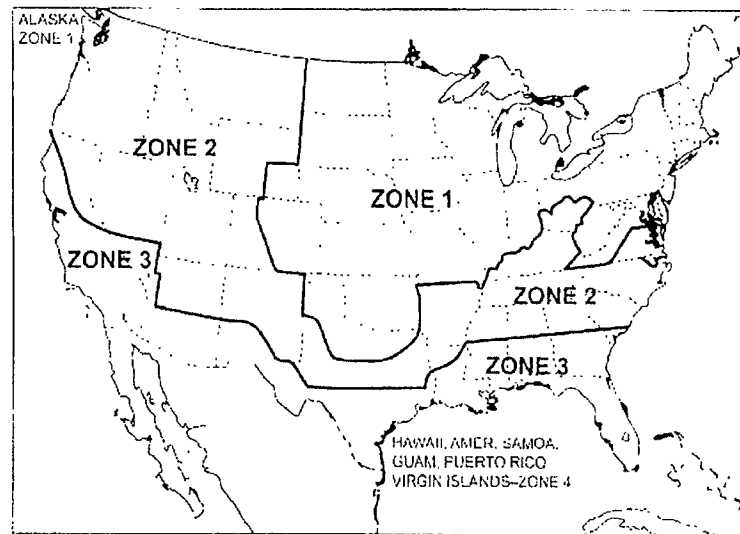 ALASKA
ZONE 1
ZONE 2
ZONE 1
ZONE 3
ZONE 2
ZONE 3
HAWAII, AMER. SAMOA,
GUAM, PUERTO RICO
VIRGIN ISLANDS–ZONE 4